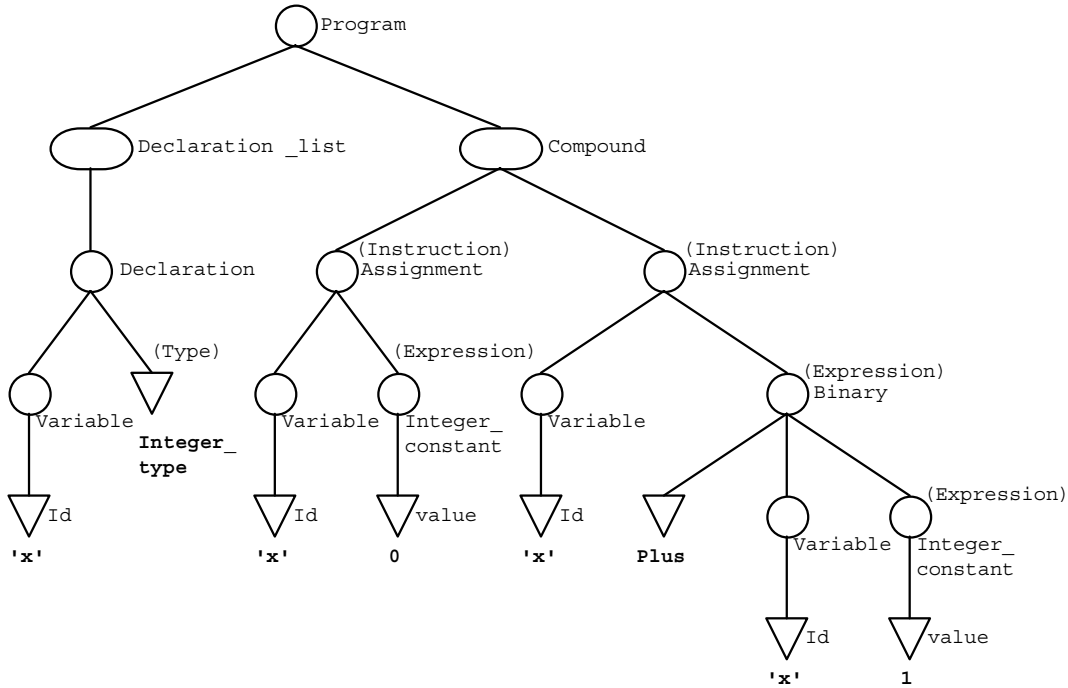 Program
Declaration _list
Compound
(Instruction)
Assignment
(Instruction)
Assignment
Declaration
(Type)
(Expression)
(Expression)
Binary
Variable
Integer_
type
Variable
Integer_
constant
Variable
Id
'x'
Id
'x'
value
0
Id
'x'
Plus
Variable
(Expression)
Integer_
constant
Id
'x'
value
1